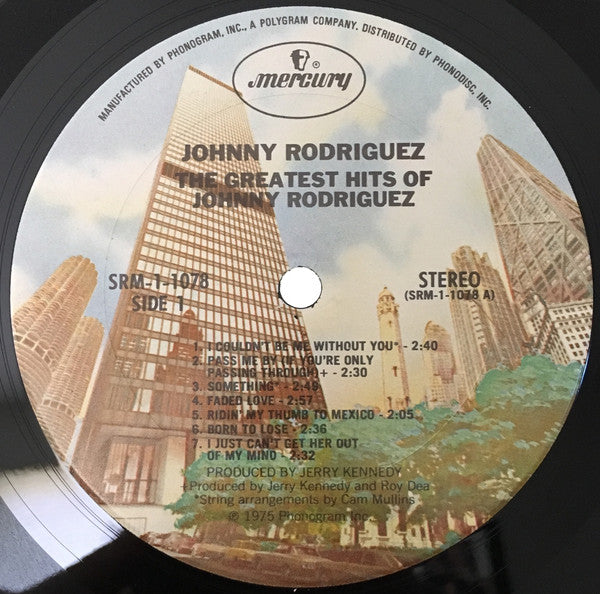 MANUFACTURED BY PHONOGRAM, INC., A POLYGRAM COMPANY. DISTRIBUTED BY PHONODISC, INC.
mercury ®
JOHNNY RODRIGUEZ
THE GREATEST HITS OF
JOHNNY RODRIGUEZ
SRM-1-1078
SIDE 1
STEREO
(SRM-1-1078 A)
1. I COULDN'T BE ME WITHOUT YOU* - 2:40
2. PASS ME BY (IF YOU'RE ONLY
PASSING THROUGH) + - 2:30
3. SOMETHING* - 2:46
4. FADED LOVE - 2:57
5. RIDIN' MY THUMB TO MEXICO - 2:05
6. BORN TO LOSE - 2:36
7. I JUST CAN'T GET HER OUT
OF MY MIND - 2:32
PRODUCED BY JERRY KENNEDY
+Produced by Jerry Kennedy and Roy Dea
*String arrangements by Cam Mullins
℗ 1975 Phonogram Inc.